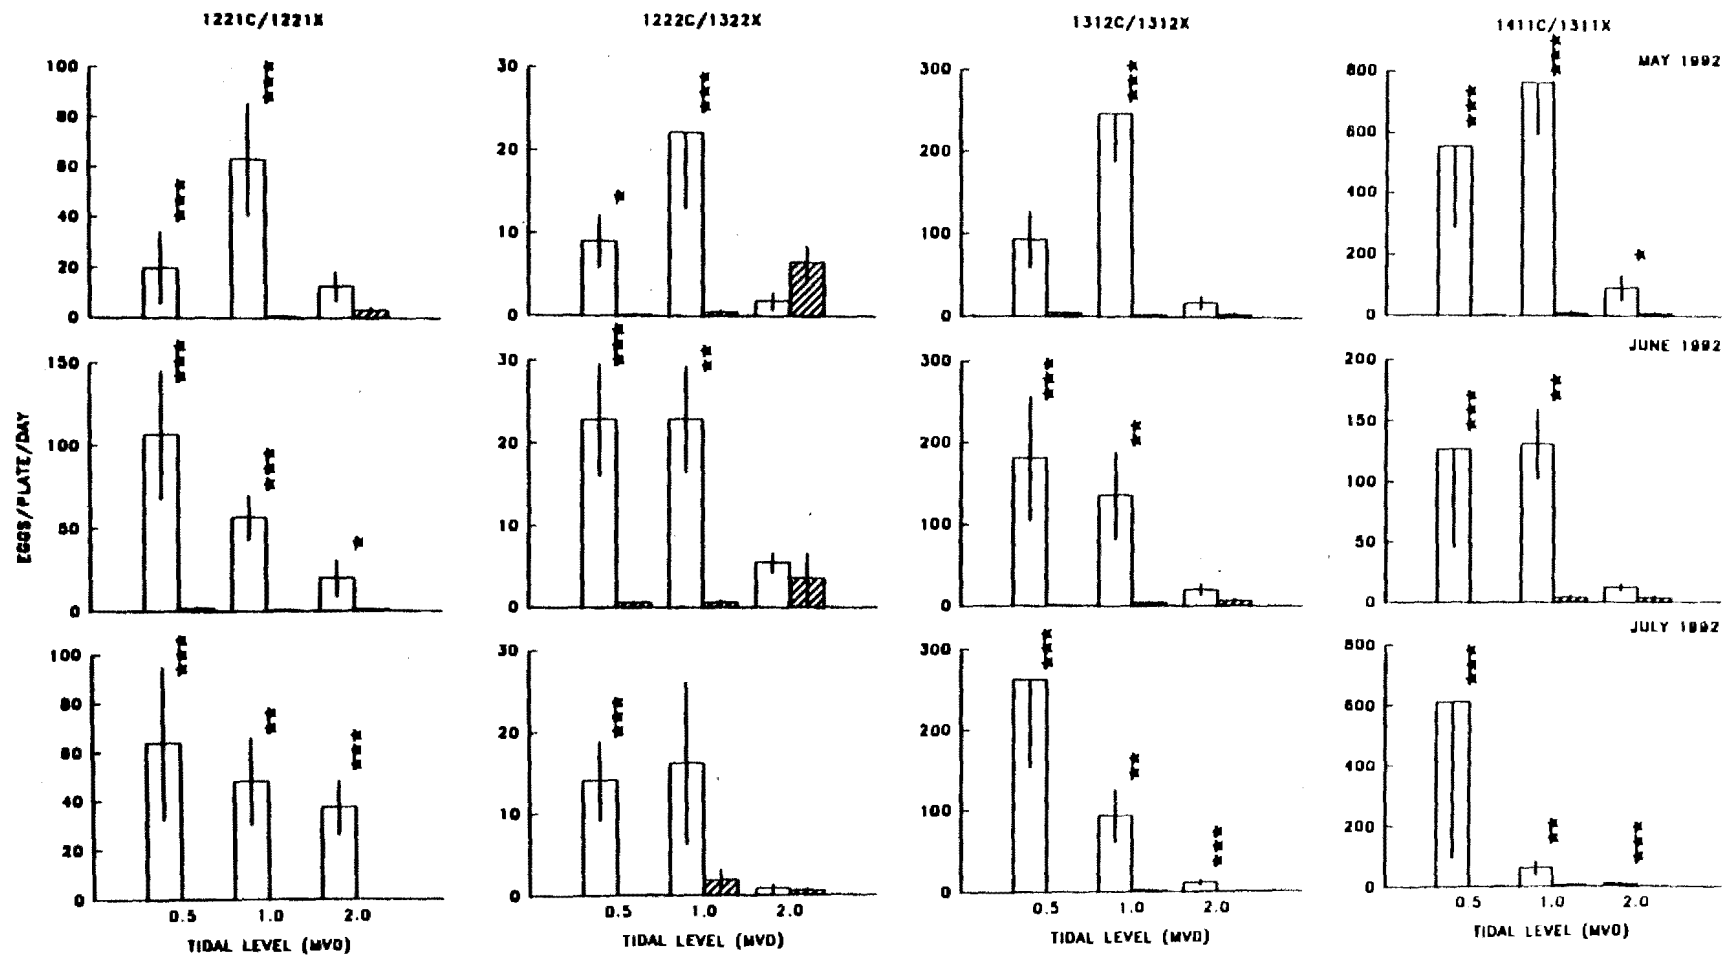 1221C/1221X 1222C/1322X 1312C/1312X 1411C/1311X
MAY 1992
100 80 60 40 20 0
30 20 10 0
300 200 100 0
800 600 400 200 0
JUNE 1992
150 100 50 0
30 20 10 0
300 200 100 0
200 150 100 50 0
EGGS/PLATE/DAY
JULY 1992
100 80 60 40 20 0
30 20 10 0
300 200 100 0
800 600 400 200 0
0.5 1.0 2.0 0.5 1.0 2.0 0.5 1.0 2.0 0.5 1.0 2.0
TIDAL LEVEL (MVD) TIDAL LEVEL (MVD) TIDAL LEVEL (MVD) TIDAL LEVEL (MVD)